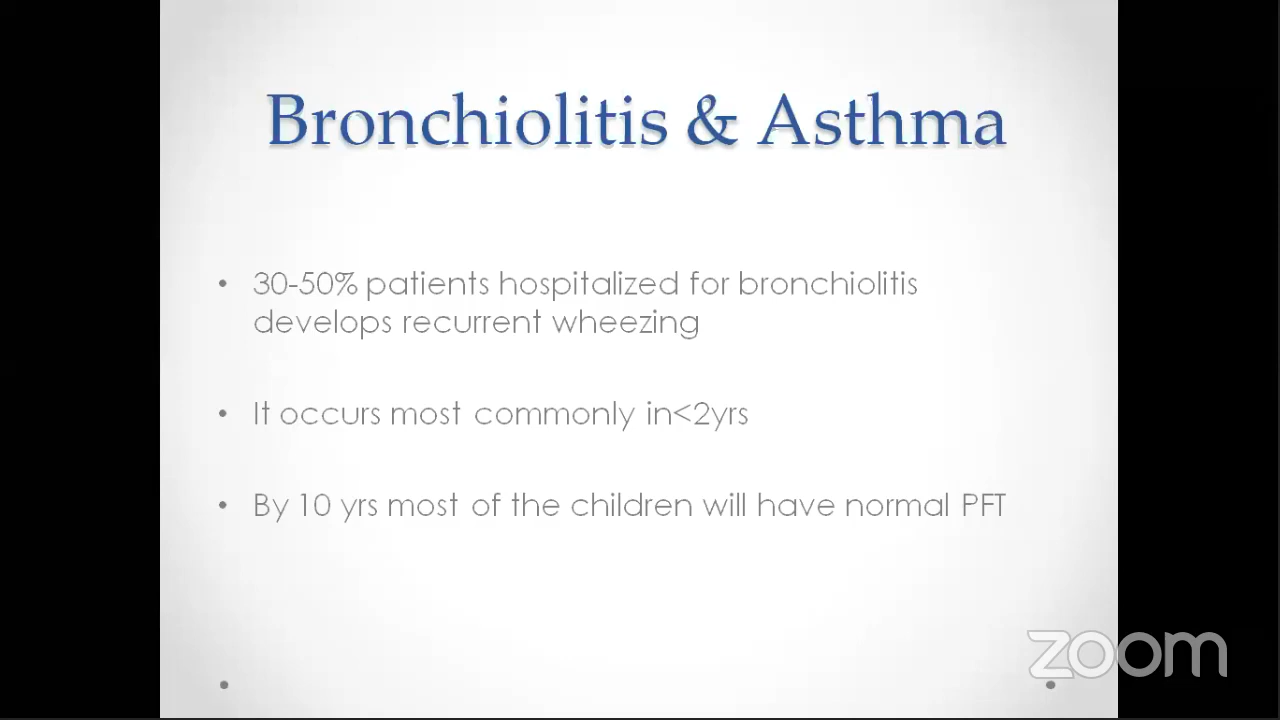 Bronchiolitis & Asthma
• 30-50% patients hospitalized for bronchiolitis
develops recurrent wheezing
• It occurs most commonly in<2yrs
• By 10 yrs most of the children will have normal PFT
zoom